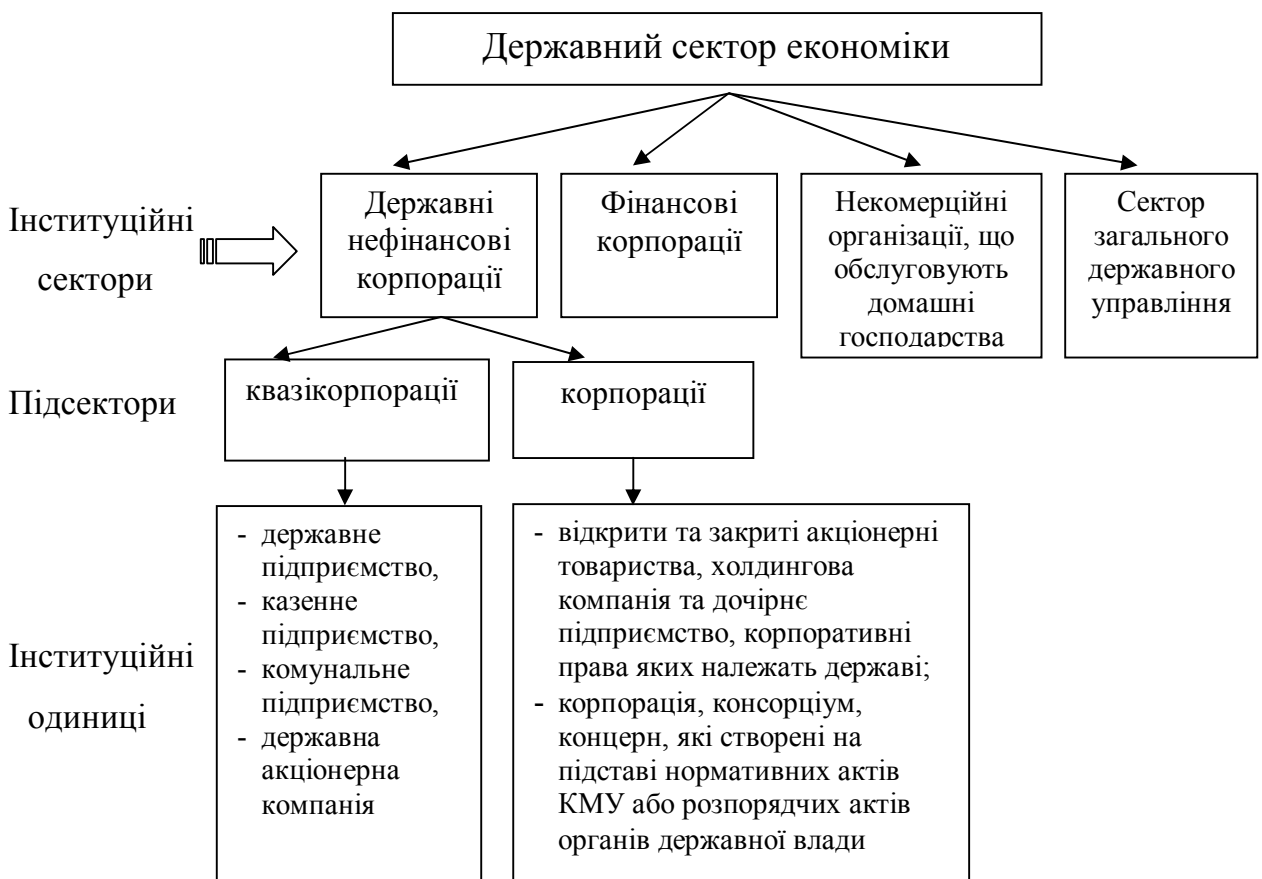 Державний сектор економіки
Інституційні
сектори
Державні
нефінансові
корпорації
Фінансові
корпорації
Некомерційні
організації, що
обслуговують
домашні
господарства
Сектор
загального
державного
управління
Підсектори
квазікорпорації
корпорації
Інституційні
одиниці
- державне
підприємство,
- казенне
підприємство,
- комунальне
підприємство,
- державна
акціонерна
компанія
- відкрити та закриті акціонерні
товариства, холдингова
компанія та дочірнє
підприємство, корпоративні
права яких належать державі;
- корпорація, консорціум,
концерн, які створені на
підставі нормативних актів
КМУ або розпорядчих актів
органів державної влади